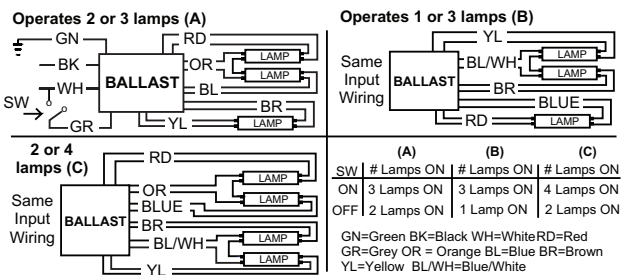 Operates 2 or 3 lamps (A)
GN
RD
BK
OR
LAMP
LAMP
WH
BALLAST
BL
SW
BR
GR
YL
LAMP
Operates 1 or 3 lamps (B)
YL
Same
Input
Wiring
BALLAST
BL/WH
LAMP
LAMP
BR
BLUE
RD
LAMP
2 or 4
lamps (C)
RD
Same
Input
Wiring
BALLAST
OR
BLUE
LAMP
LAMP
BR
BL/WH
LAMP
LAMP
YL
(A) (B) (C)
SW # Lamps ON # Lamps ON # Lamps ON
ON 3 Lamps ON 3 Lamps ON 4 Lamps ON
OFF 2 Lamps ON 1 Lamp ON 2 Lamps ON
GN=Green BK=Black WH=WhiteRD=Red
GR=Grey OR = Orange BL=Blue BR=Brown
YL=Yellow BL/WH=Blue/White